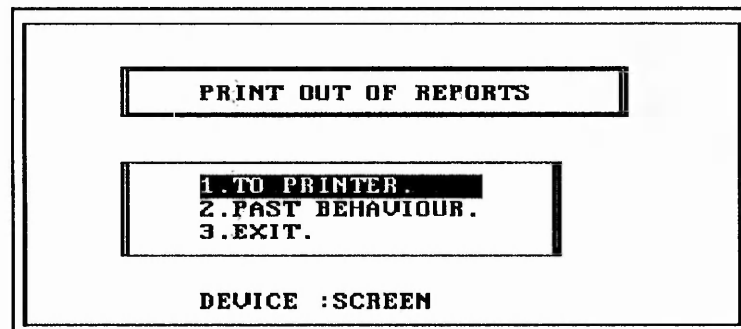 PRINT OUT OF REPORTS
1.TO PRINTER.
2.PAST BEHAVIOUR.
3.EXIT.
DEVICE :SCREEN